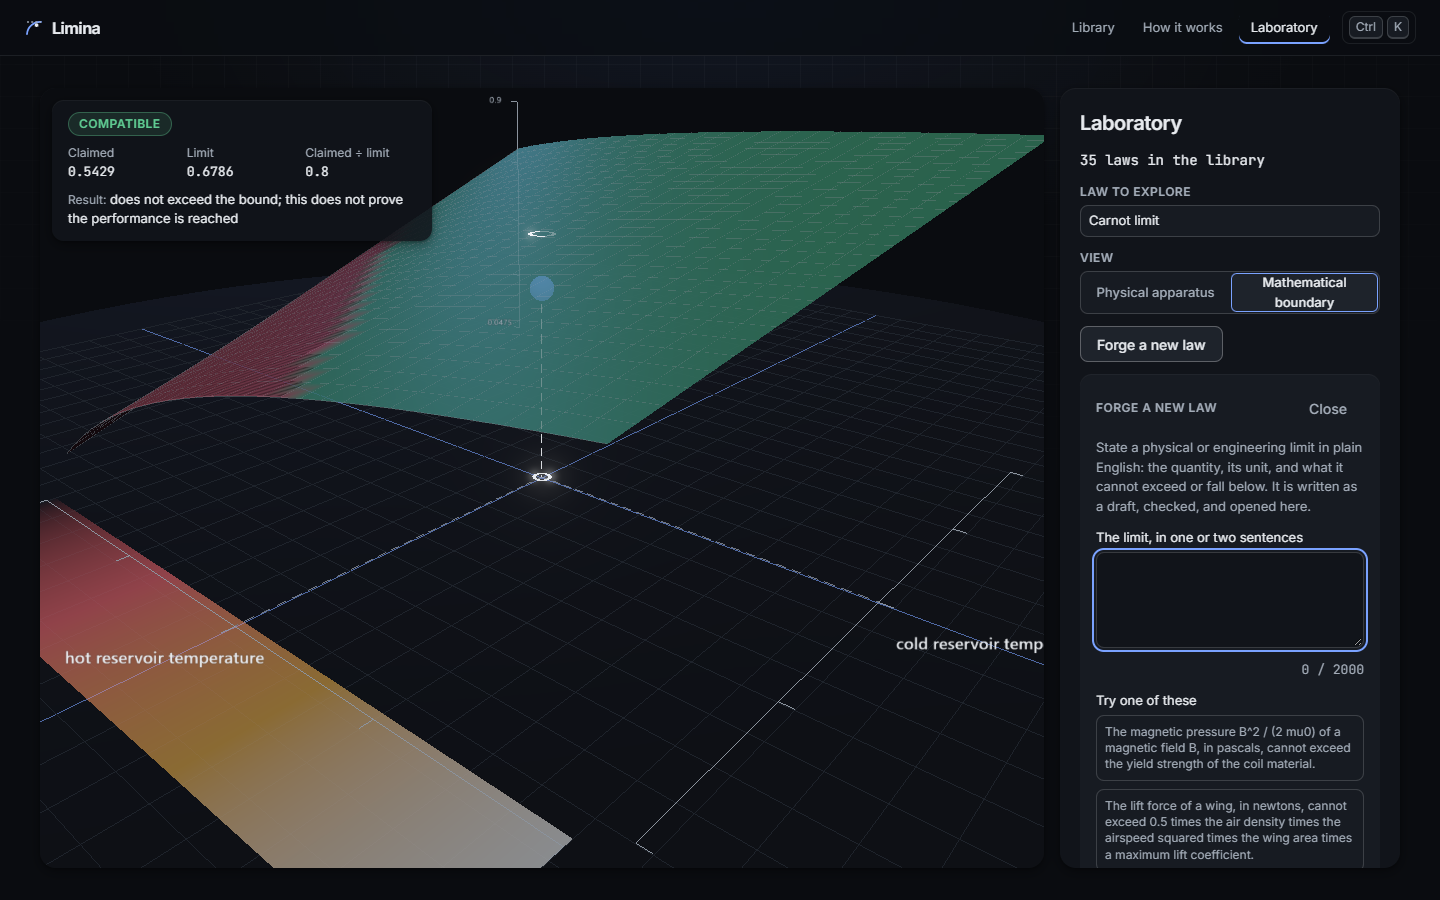 Limina
Library
How it works
Laboratory
Ctrl
K
COMPATIBLE
Claimed
Limit
Claimed ÷ limit
0.5429
0.6786
0.8
Result: does not exceed the bound; this does not prove
the performance is reached
0.9
0.0475
hot reservoir temperature
cold reservoir temp
Laboratory
35 laws in the library
LAW TO EXPLORE
Carnot limit
VIEW
Physical apparatus
Mathematical
boundary
Forge a new law
FORGE A NEW LAW
Close
State a physical or engineering limit in plain
English: the quantity, its unit, and what it
cannot exceed or fall below. It is written as
a draft, checked, and opened here.
The limit, in one or two sentences
0 / 2000
Try one of these
The magnetic pressure B^2 / (2 mu0) of a
magnetic field B, in pascals, cannot exceed
the yield strength of the coil material.
The lift force of a wing, in newtons, cannot
exceed 0.5 times the air density times the
airspeed squared times the wing area times
a maximum lift coefficient.